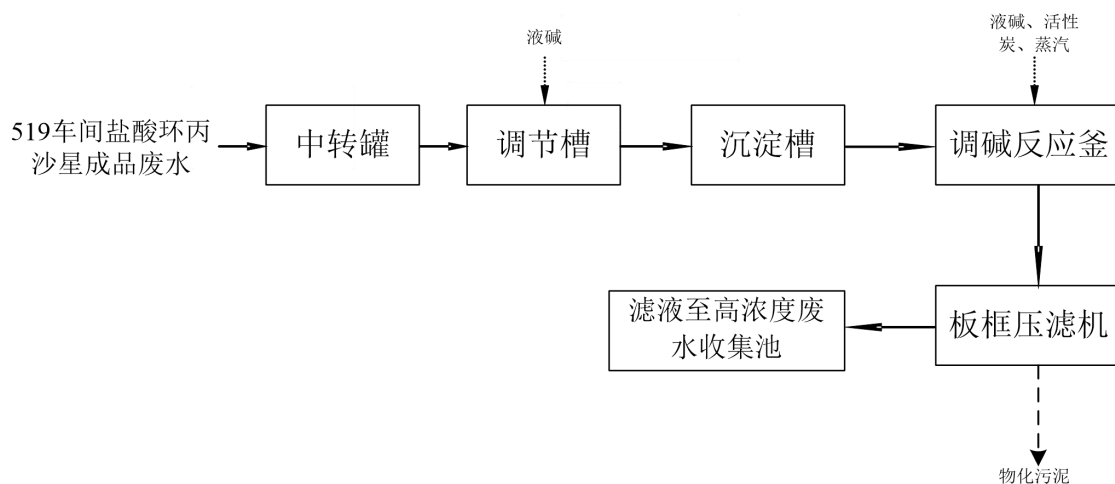 液碱
液碱、活性
炭、蒸汽
519车间盐酸环丙
沙星成品废水
中转罐
调节槽
沉淀槽
调碱反应釜
滤液至高浓度废
水收集池
板框压滤机
物化污泥